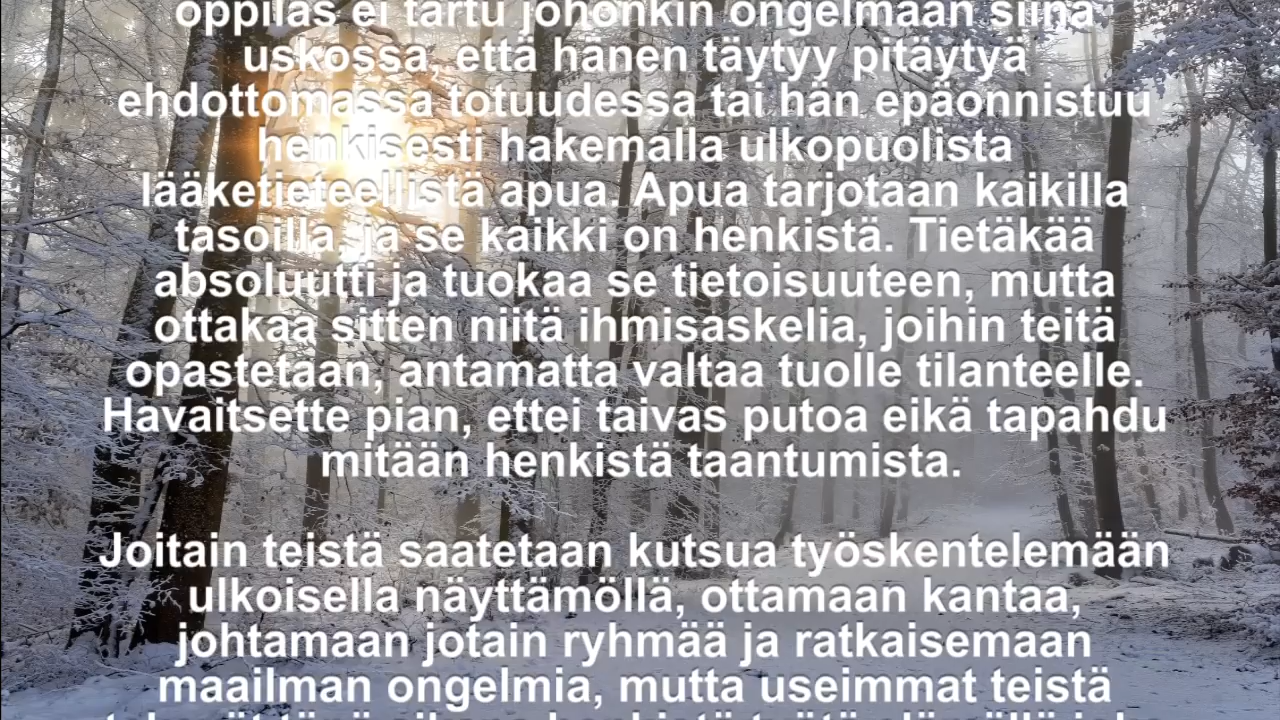 oppilas ei tartu johonkin ongelmaan siinä
uskossa, että hänen täytyy pitäytyä
ehdottomassa totuudessa tai hän epäonnistuu
henkisesti hakemalla ulkopuolista
lääketieteellistä apua. Apua tarjotaan kaikilla
tasoilla, ja se kaikki on henkistä. Tietäkää
absoluutti ja tuokaa se tietoisuuteen, mutta
ottakaa sitten niitä ihmisaskelia, joihin teitä
opastetaan, antamatta valtaa tuolle tilanteelle.
Havaitsette pian, ettei taivas putoa eikä tapahdu
mitään henkistä taantumista.
Joitain teistä saatetaan kutsua työskentelemään
ulkoisella näyttämöllä, ottamaan kantaa,
johtamaan jotain ryhmää ja ratkaisemaan
maailman ongelmia, mutta useimmat teistä